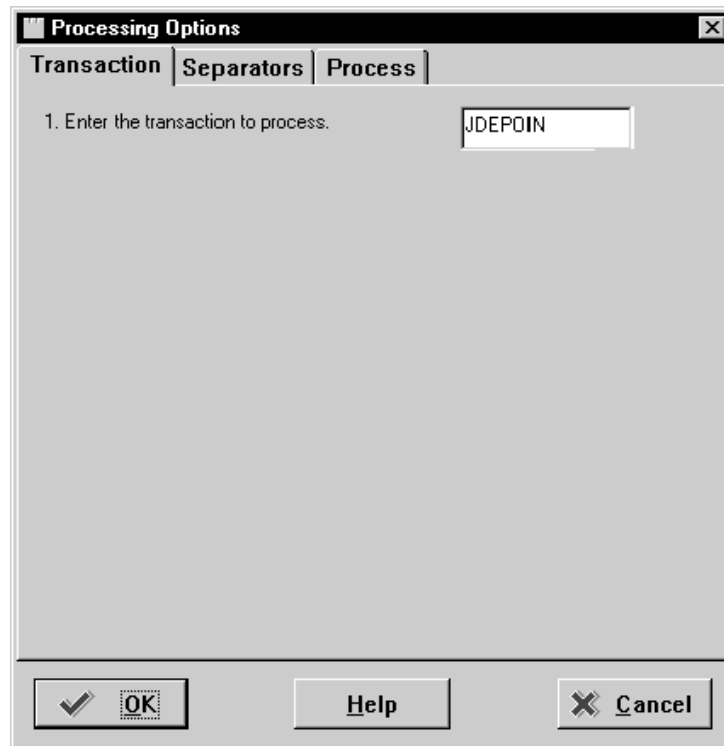 Processing Options
Transaction Separators Process
1. Enter the transaction to process. JDEPOIN
OK Help Cancel